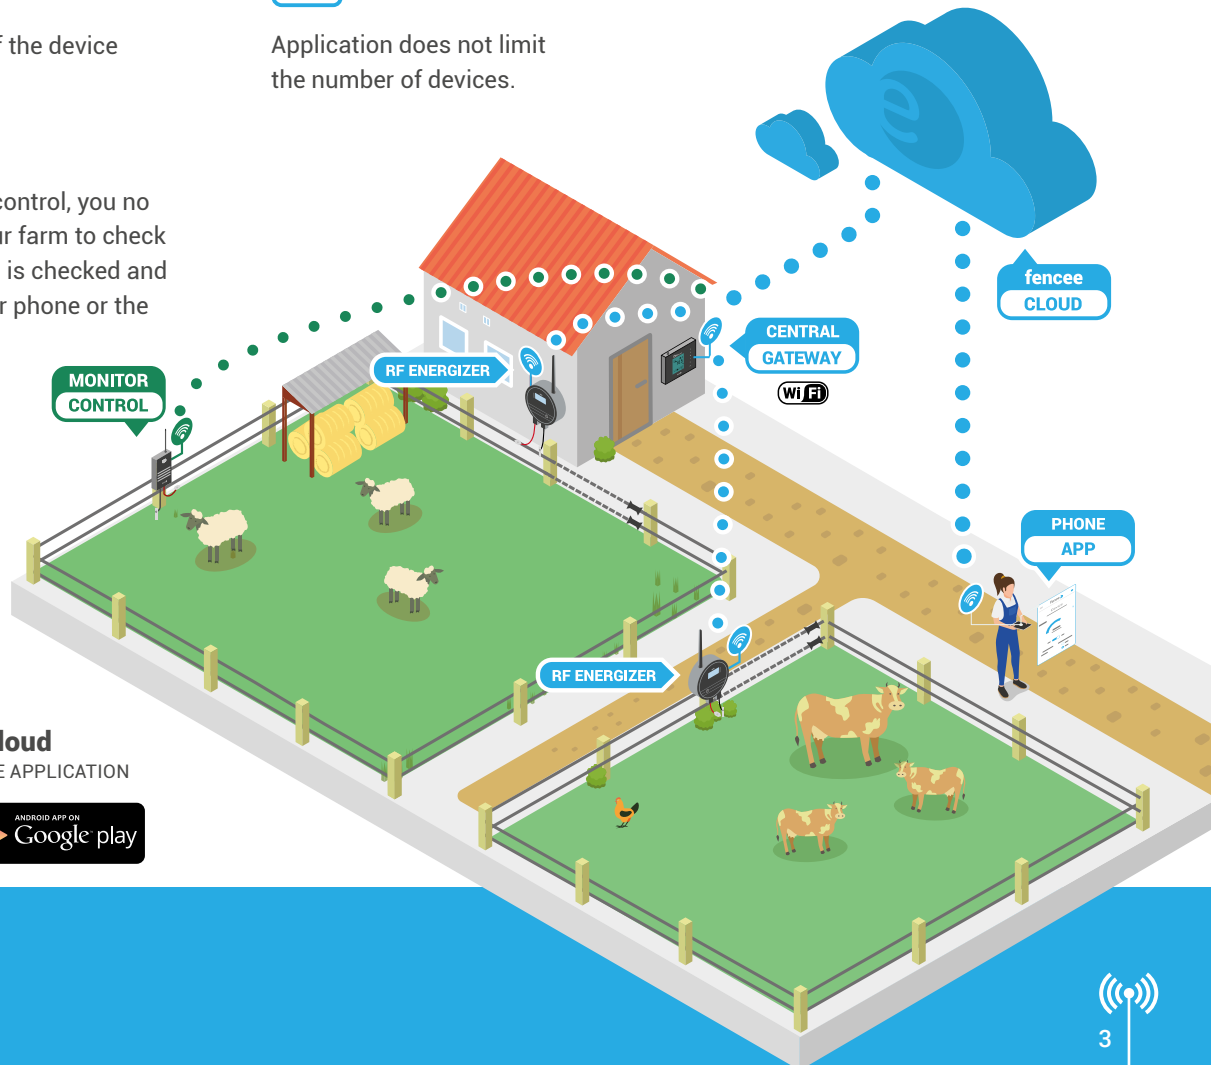 f the device
Application does not limit
the number of devices.
control, you no
ur farm to check
is checked and
r phone or the
fencee
CLOUD
CENTRAL
GATEWAY
Wi Fi
RF ENERGIZER
MONITOR
CONTROL
PHONE
APP
RF ENERGIZER
loud
E APPLICATION
ANDROID APP ON
Google play
3